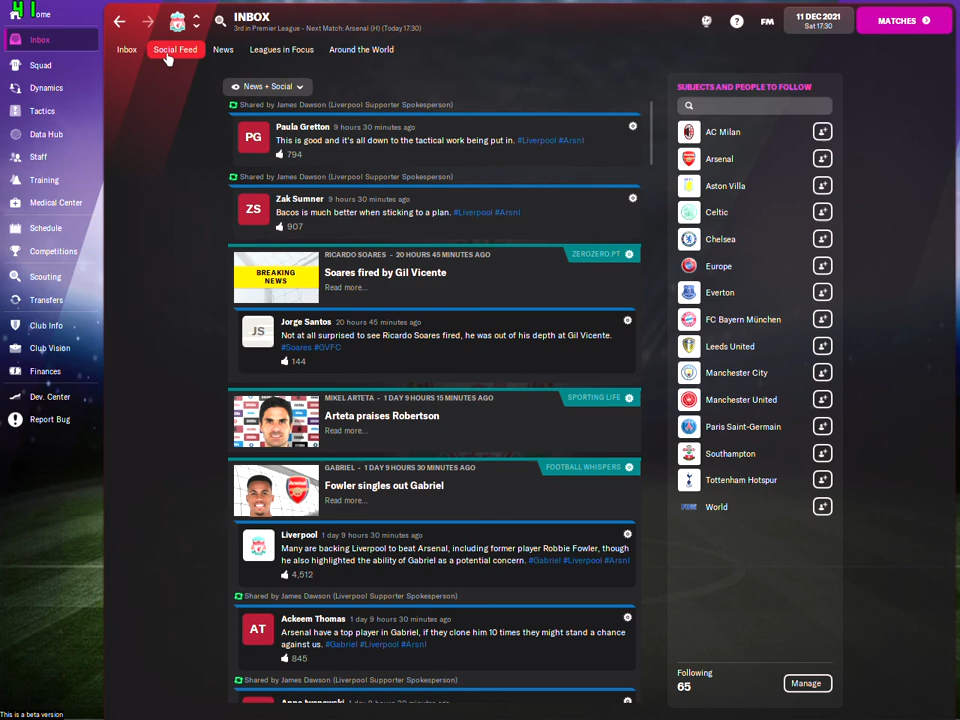 41
ome
INBOX
3rd in Premier League - Next Match: Arsenal (H) (Today 17:30)
?
FM
11 DEC 2021
Sat 17:30
MATCHES
Inbox
Social Feed
News
Leagues in Focus
Around the World
Inbox
Squad
Dynamics
Tactics
Data Hub
Staff
Training
Medical Center
Schedule
Competitions
Scouting
Transfers
Club Info
Club Vision
Finances
Dev. Center
Report Bug
This is a beta version
News + Social
Shared by James Dawson (Liverpool Supporter Spokesperson)
PG
Paula Gretton 9 hours 30 minutes ago
This is good and it's all down to the tactical work being put in. #Liverpool #Arsnl
794
Shared by James Dawson (Liverpool Supporter Spokesperson)
ZS
Zak Sumner 9 hours 30 minutes ago
Bacos is much better when sticking to a plan. #Liverpool #Arsnl
907
BREAKING
NEWS
RICARDO SOARES - 20 HOURS 45 MINUTES AGO
ZEROZERO.PT
Soares fired by Gil Vicente
Read more...
JS
Jorge Santos 20 hours 45 minutes ago
Not at all surprised to see Ricardo Soares fired, he was out of his depth at Gil Vicente.
#Soares #GVFC
144
MIKEL ARTETA - 1 DAY 9 HOURS 15 MINUTES AGO
SPORTING LIFE
Arteta praises Robertson
Read more...
GABRIEL - 1 DAY 9 HOURS 30 MINUTES AGO
FOOTBALL WHISPERS
Fowler singles out Gabriel
Read more...
Liverpool 1 day 9 hours 30 minutes ago
Many are backing Liverpool to beat Arsenal, including former player Robbie Fowler, though
he also highlighted the ability of Gabriel as a potential concern. #Gabriel #Liverpool #Arsnl
4,512
Shared by James Dawson (Liverpool Supporter Spokesperson)
AT
Ackeem Thomas 1 day 9 hours 30 minutes ago
Arsenal have a top player in Gabriel, if they clone him 10 times they might stand a chance
against us. #Gabriel #Liverpool #Arsnl
845
Shared by James Dawson (Liverpool Supporter Spokesperson)
SUBJECTS AND PEOPLE TO FOLLOW
AC Milan
Arsenal
Aston Villa
Celtic
Chelsea
Europe
Everton
FC Bayern München
Leeds United
Manchester City
Manchester United
Paris Saint-Germain
Southampton
Tottenham Hotspur
World
Following
65
Manage